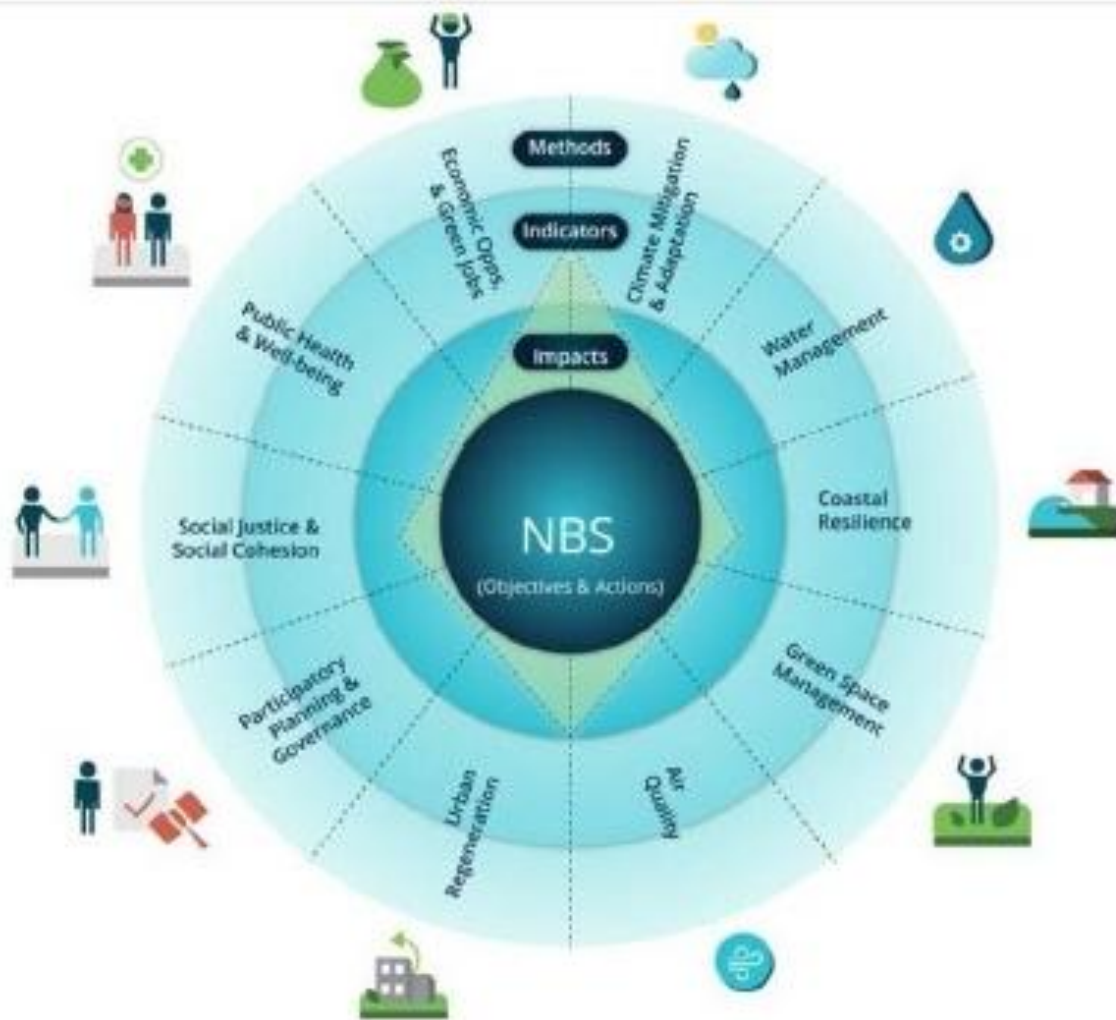 Methods
Indicators
Impacts
NBS
(Objectives & Actions)
Climate Mitigation
& Adaptation
Water
Management
Coastal
Resilience
Green Space
Management
Air
Quality
Urban
Regeneration
Participatory
Planning &
Governance
Social Justice &
Social Cohesion
Public Health
& Well-being
Economic Opps,
& Green Jobs